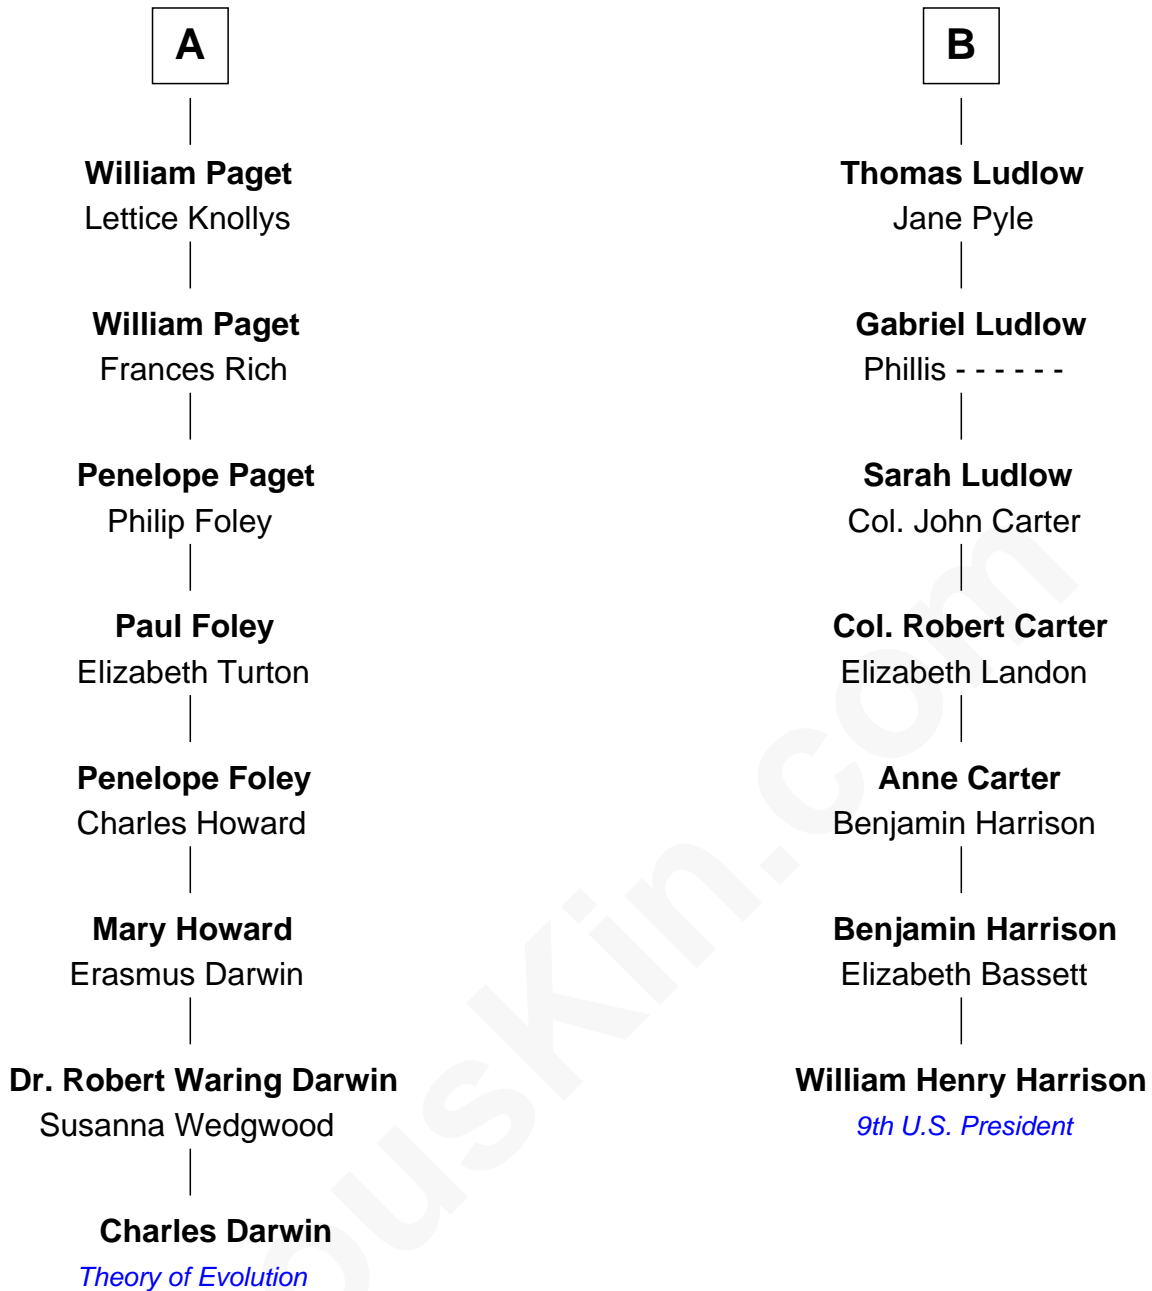 A
William Paget
Lettice Knollys
William Paget
Frances Rich
Penelope Paget
Philip Foley
Paul Foley
Elizabeth Turton
Penelope Foley
Charles Howard
Mary Howard
Erasmus Darwin
Dr. Robert Waring Darwin
Susanna Wedgwood
Charles Darwin
Theory of Evolution
B
Thomas Ludlow
Jane Pyle
Gabriel Ludlow
Phillis - - - - - -
Sarah Ludlow
Col. John Carter
Col. Robert Carter
Elizabeth Landon
Anne Carter
Benjamin Harrison
Benjamin Harrison
Elizabeth Bassett
William Henry Harrison
9th U.S. President
ousKin.com